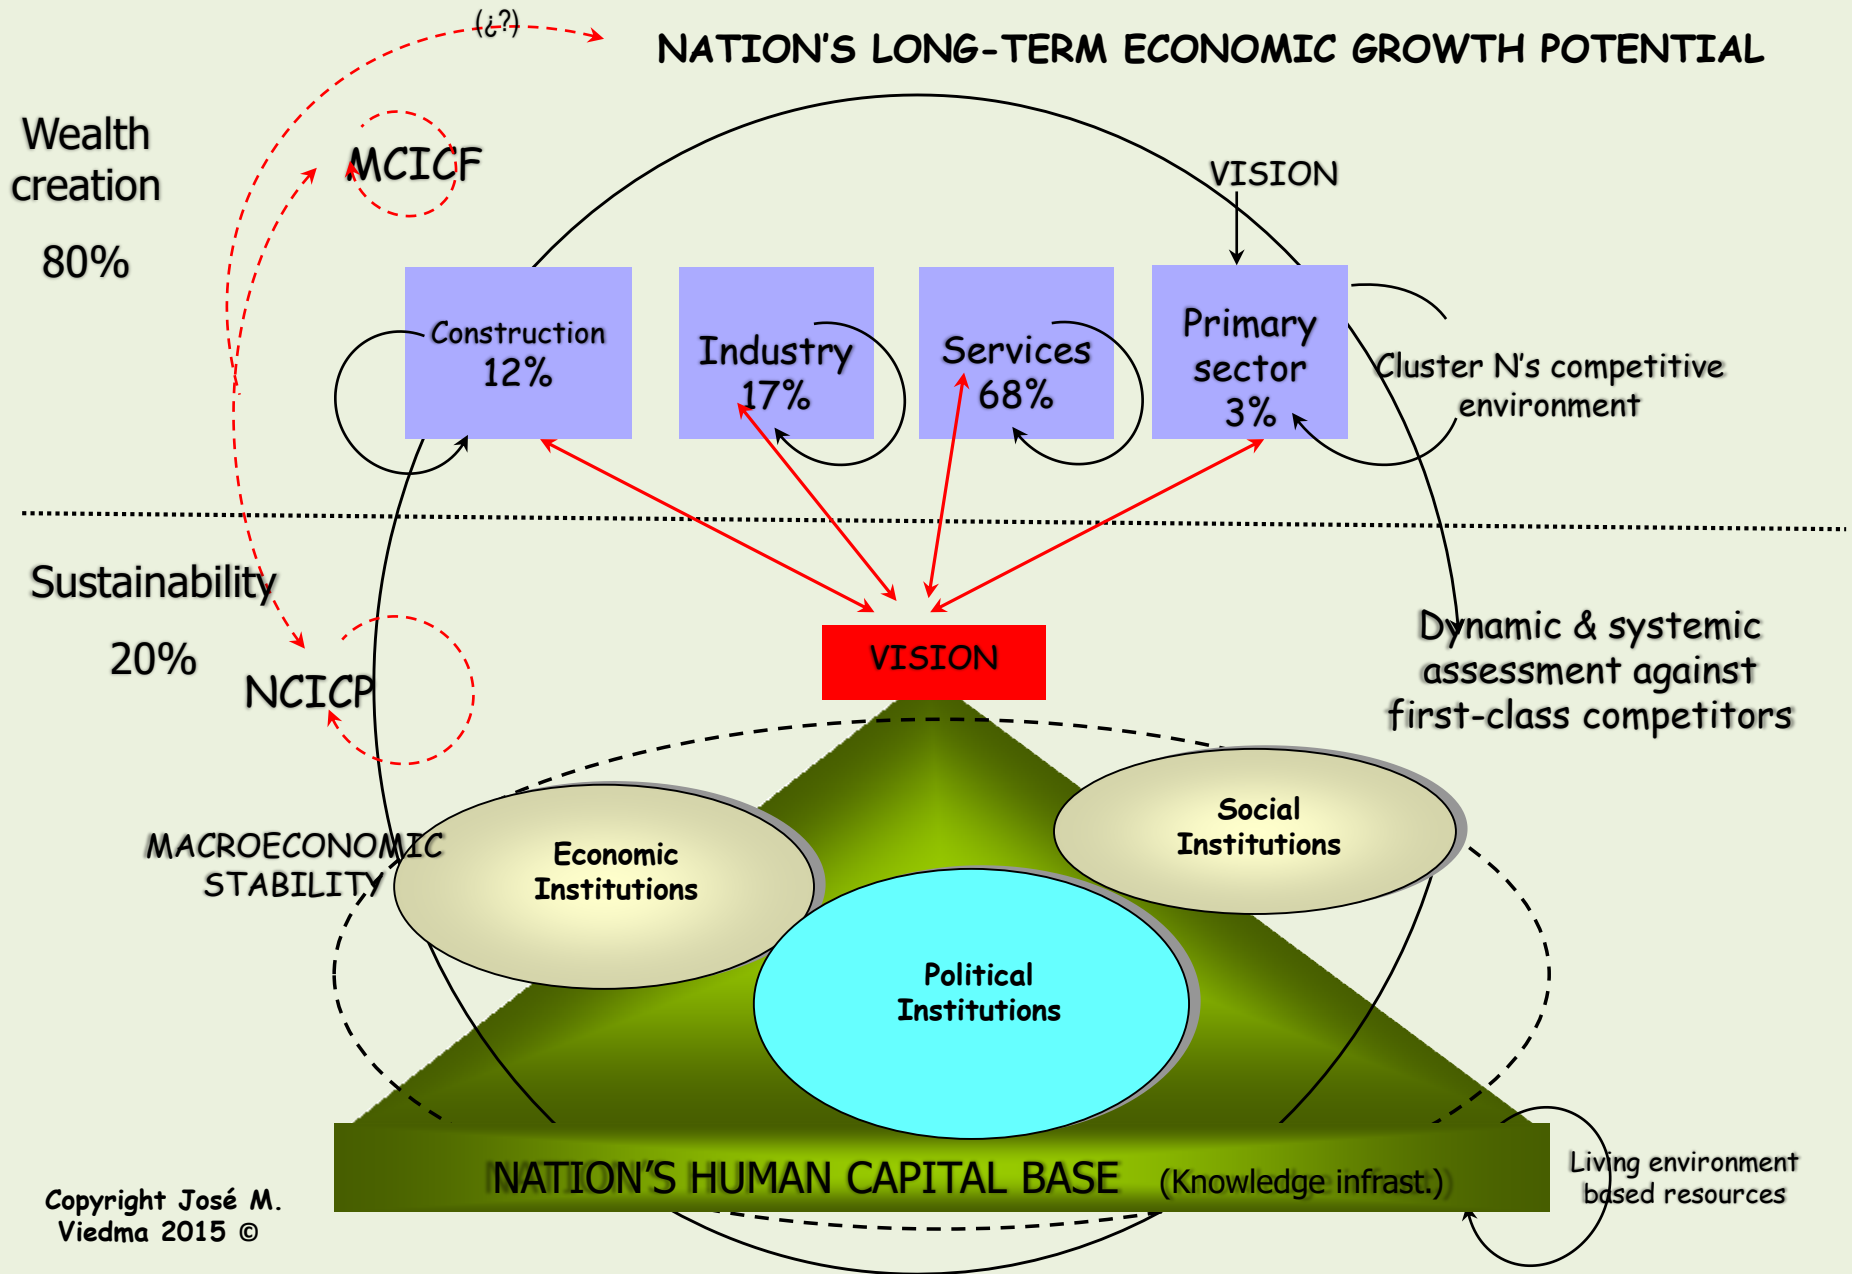 (¿?)
NATION'S LONG-TERM ECONOMIC GROWTH POTENTIAL
Wealth
creation
80%
MCICF
VISION
Construction
12%
Industry
17%
Services
68%
Primary
sector
3%
Cluster N's competitive
environment
Sustainability
20%
NCICP
VISION
Dynamic & systemic
assessment against
first-class competitors
MACROECONOMIC
STABILITY
Economic
Institutions
Social
Institutions
Political
Institutions
NATION'S HUMAN CAPITAL BASE (Knowledge infrast.)
Living environment
based resources
Copyright José M.
Viedma 2015 ©